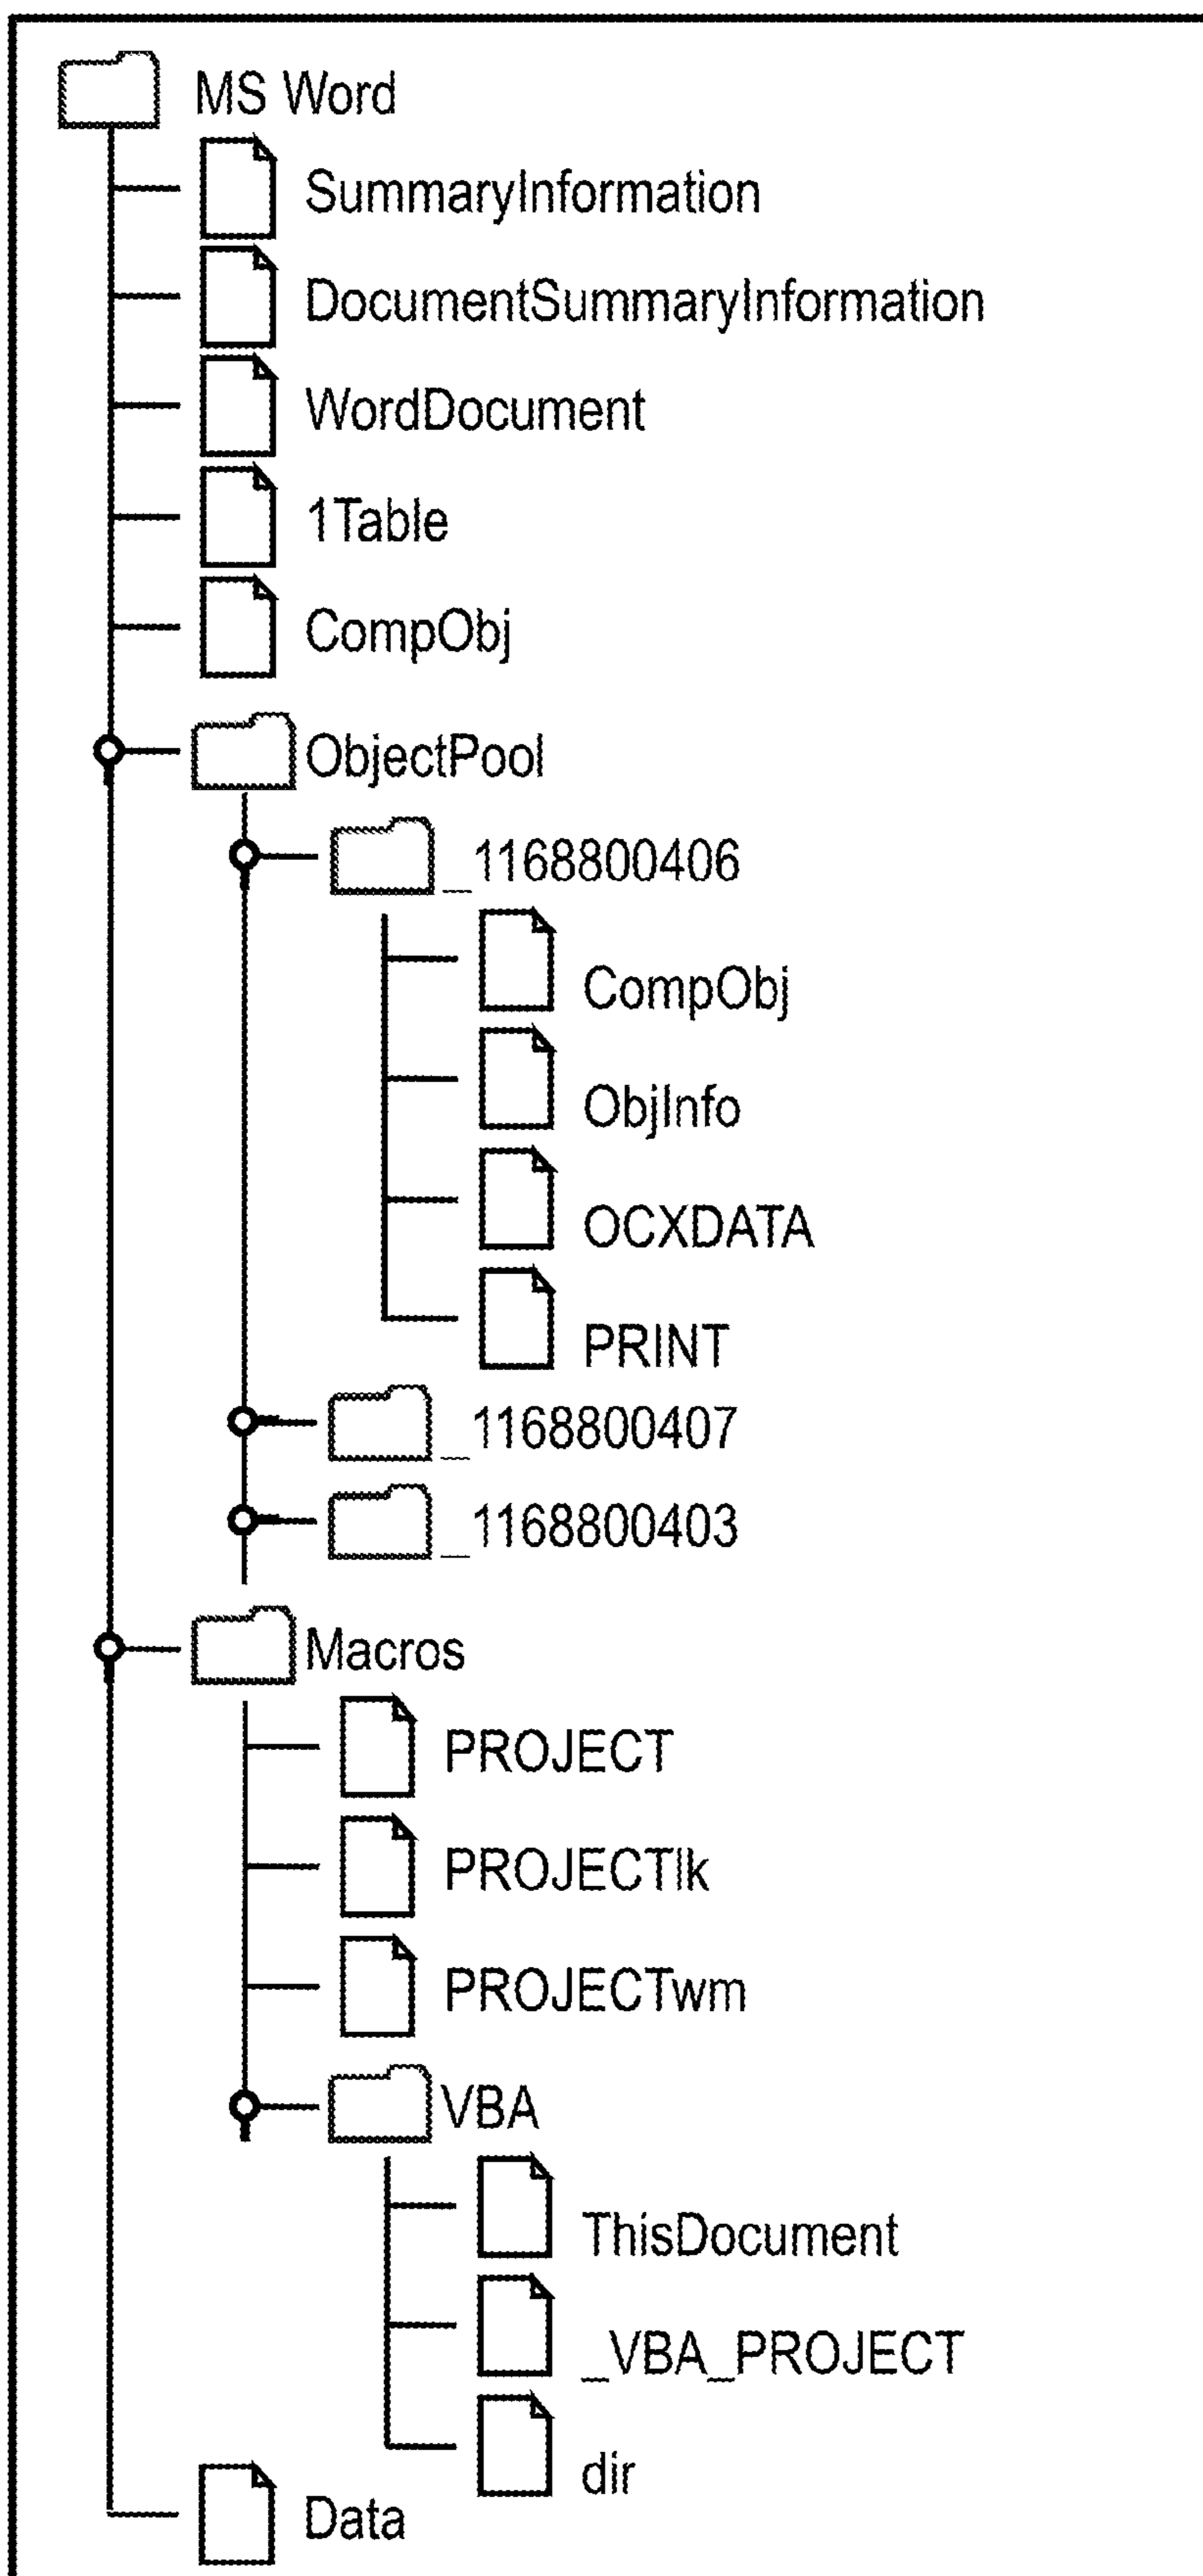 MS Word
SummaryInformation
DocumentSummaryInformation
WordDocument
1Table
CompObj
ObjectPool
_1168800406
CompObj
ObjInfo
OCXDATA
PRINT
_1168800407
_1168800403
Macros
PROJECT
PROJECTlk
PROJECTwm
VBA
ThisDocument
_VBA_PROJECT
dir
Data